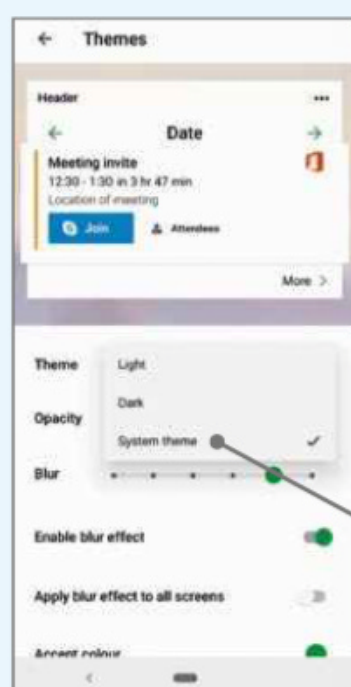 ← Themes
Header •••
← Date →
Meeting invite
12:30 - 1:30 in 3 hr 47 min
Location of meeting
Join Attendees
More >
Theme
Light
Dark
System theme ✓
Opacity
Blur
Enable blur effect
Apply blur effect to all screens
Accent colour